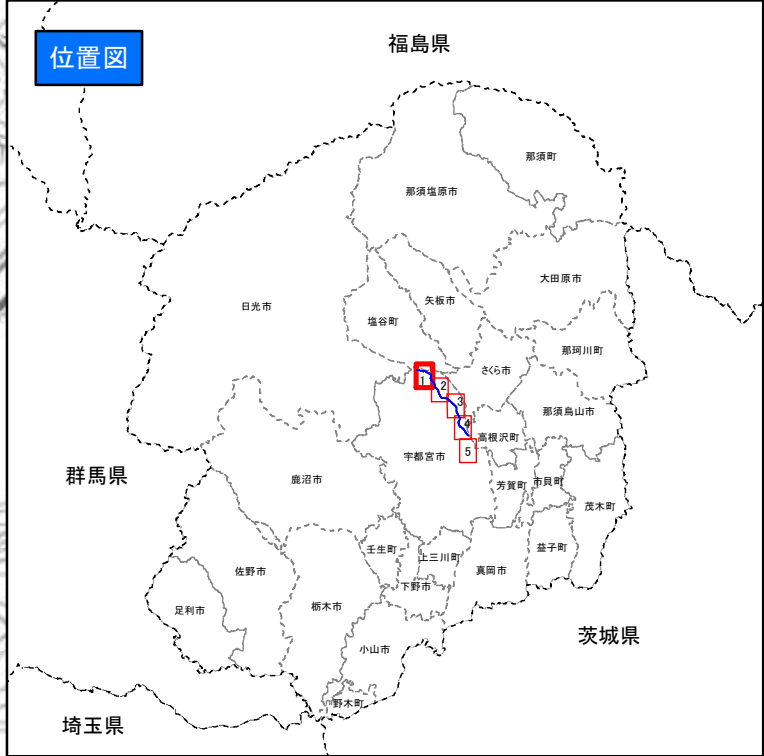 位置図
福島県
那須町
那須塩原市
大田原市
日光市
矢板市
塩谷町
那珂川町
さくら市
1
2
3
那須烏山市
4
高根沢町
宇都宮市
5
群馬県
鹿沼市
芳賀町
市貝町
茂木町
壬生町
上三川町
益子町
真岡市
佐野市
下野市
足利市
栃木市
茨城県
小山市
野木町
埼玉県